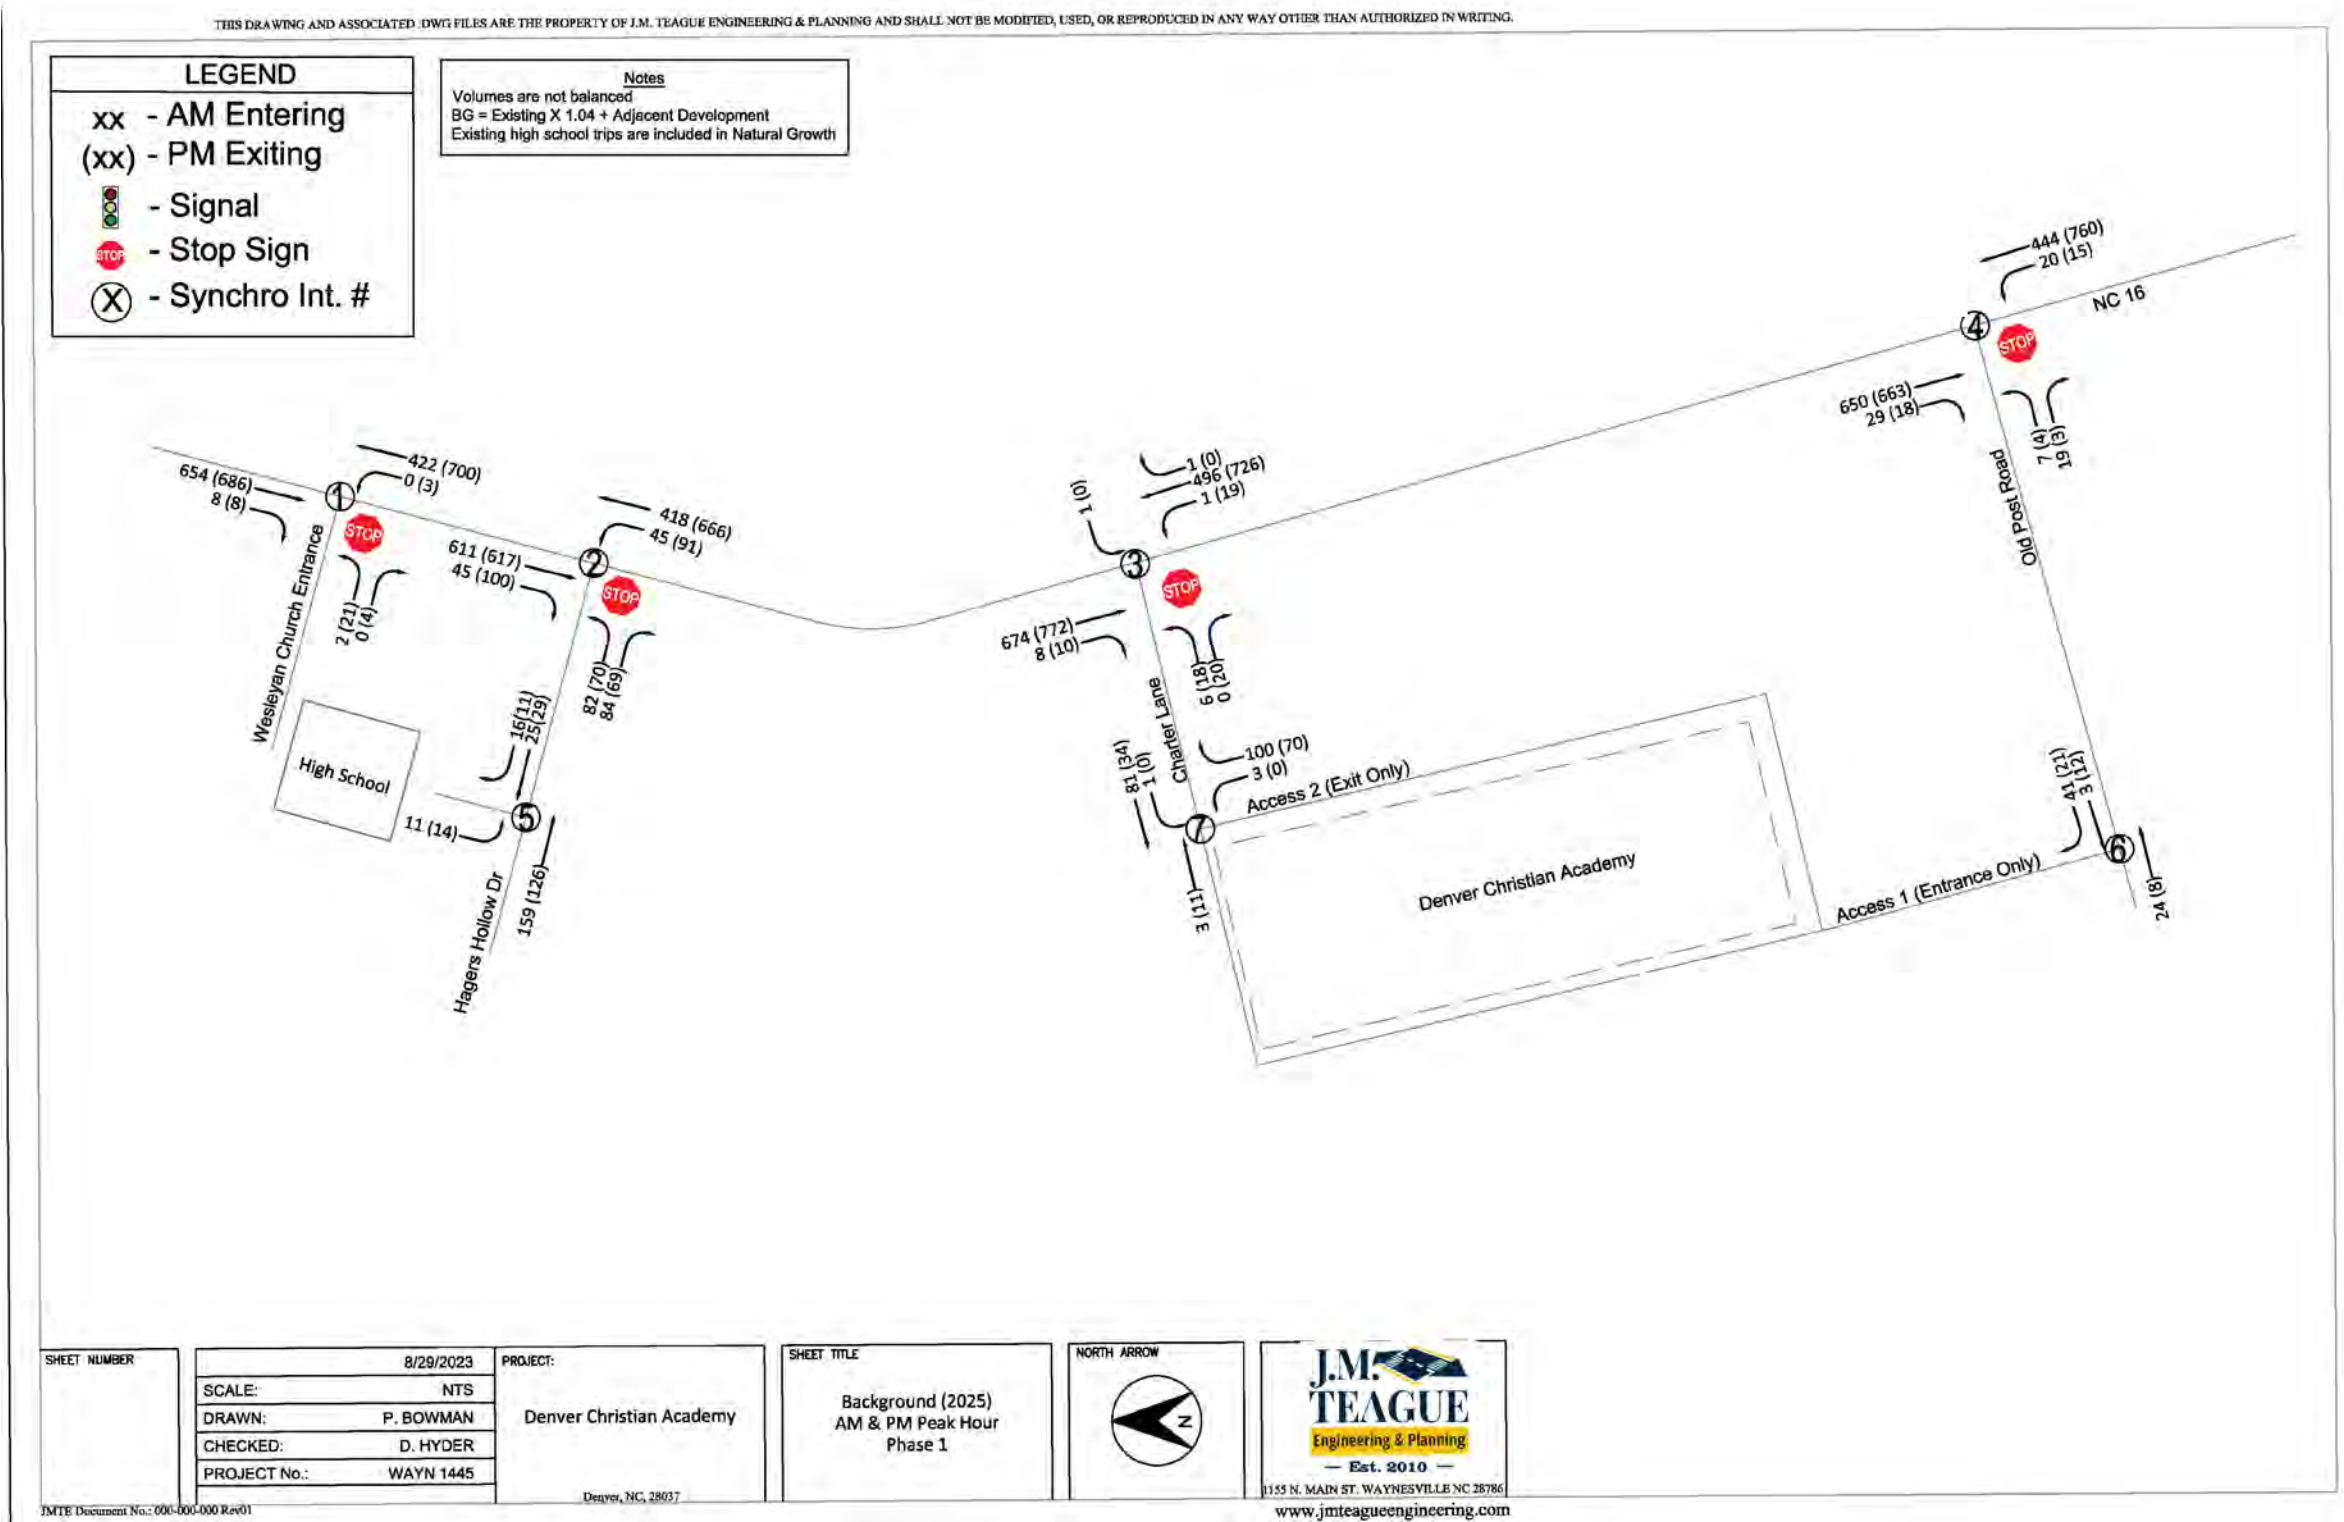 THIS DRAWING AND ASSOCIATED .DWG FILES ARE THE PROPERTY OF J.M. TEAGUE ENGINEERING & PLANNING AND SHALL NOT BE MODIFIED, USED, OR REPRODUCED IN ANY WAY OTHER THAN AUTHORIZED IN WRITING.
LEGEND
xx - AM Entering
(xx) - PM Exiting
- Signal
STOP - Stop Sign
X - Synchro Int. #
Notes
Volumes are not balanced
BG = Existing X 1.04 + Adjacent Development
Existing high school trips are included in Natural Growth
654 (686)
8 (8)
422 (700)
0 (3)
1
STOP
2 (21)
0 (4)
Wesleyan Church Entrance
High School
611 (617)
45 (100)
418 (666)
45 (91)
2
STOP
82 (70)
84 (69)
16(11)
25(29)
11 (14)
5
159 (126)
Hagers Hollow Dr
1 (0)
1 (0)
496 (726)
1 (19)
3
STOP
674 (772)
8 (10)
6 (18)
0 (20)
Charter Lane
81 (34)
1 (0)
100 (70)
3 (0)
7
3 (11)
Access 2 (Exit Only)
Denver Christian Academy
444 (760)
20 (15)
NC 16
4
STOP
650 (663)
29 (18)
7 (4)
19 (3)
Old Post Road
41 (21)
3 (12)
6
24 (8)
Access 1 (Entrance Only)
SHEET NUMBER
8/29/2023
SCALE: NTS
DRAWN: P. BOWMAN
CHECKED: D. HYDER
PROJECT No.: WAYN 1445
PROJECT:
Denver Christian Academy
Denver, NC, 28037
SHEET TITLE
Background (2025)
AM & PM Peak Hour
Phase 1
NORTH ARROW
N
J.M.
TEAGUE
Engineering & Planning
— Est. 2010 —
1155 N. MAIN ST. WAYNESVILLE NC 28786
www.jmteagueengineering.com
JMTE Document No.: 000-000-000 Rev01